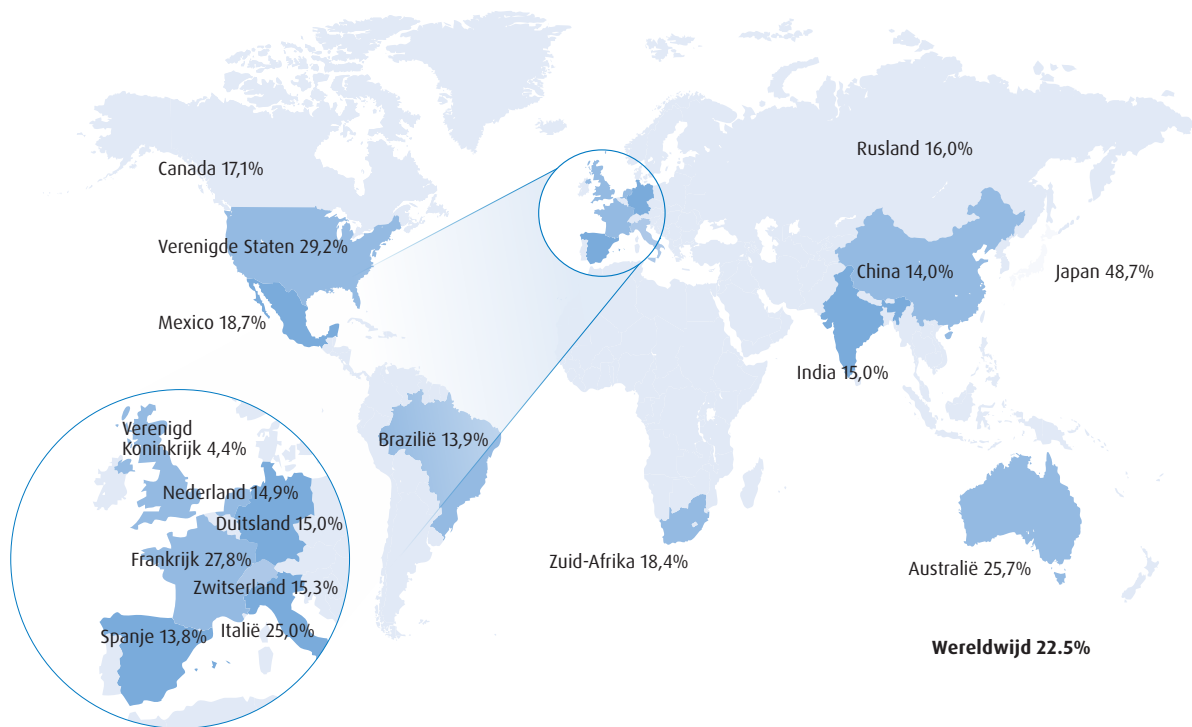 Canada 17,1%
Rusland 16,0%
Verenigde Staten 29,2%
China 14,0%
Japan 48,7%
Mexico 18,7%
India 15,0%
Verenigd
Koninkrijk 4,4%
Brazilië 13,9%
Nederland 14,9%
Duitsland 15,0%
Frankrijk 27,8%
Zuid-Afrika 18,4%
Australië 25,7%
Zwitserland 15,3%
Spanje 13,8%
Italië 25,0%
Wereldwijd 22.5%